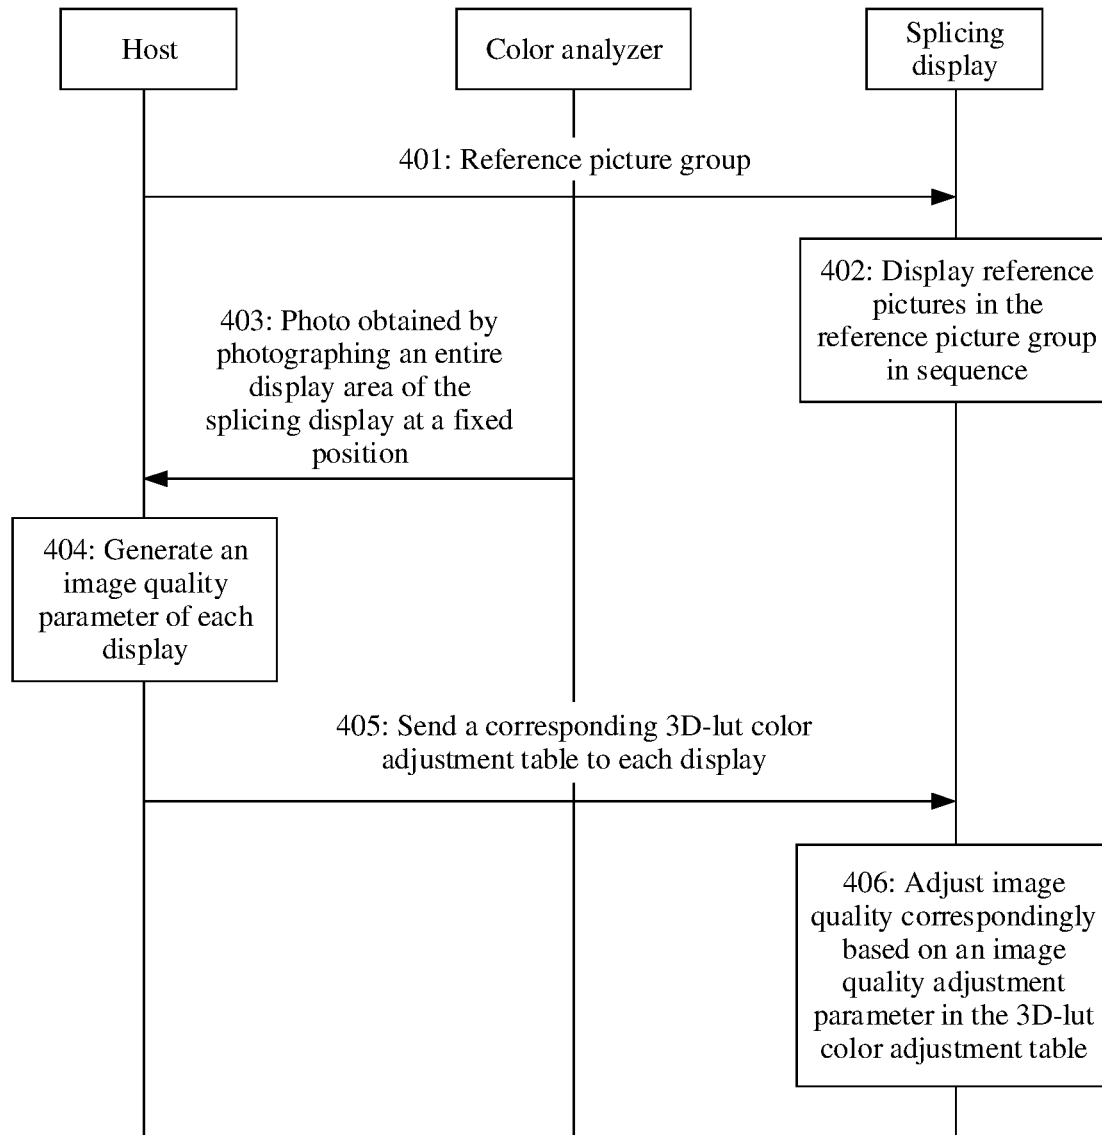 Host
Color analyzer
Splicing
display
401: Reference picture group
402: Display reference
pictures in the
reference picture group
in sequence
403: Photo obtained by
photographing an entire
display area of the
splicing display at a fixed
position
404: Generate an
image quality
parameter of each
display
405: Send a corresponding 3D-lut color
adjustment table to each display
406: Adjust image
quality correspondingly
based on an image
quality adjustment
parameter in the 3D-lut
color adjustment table